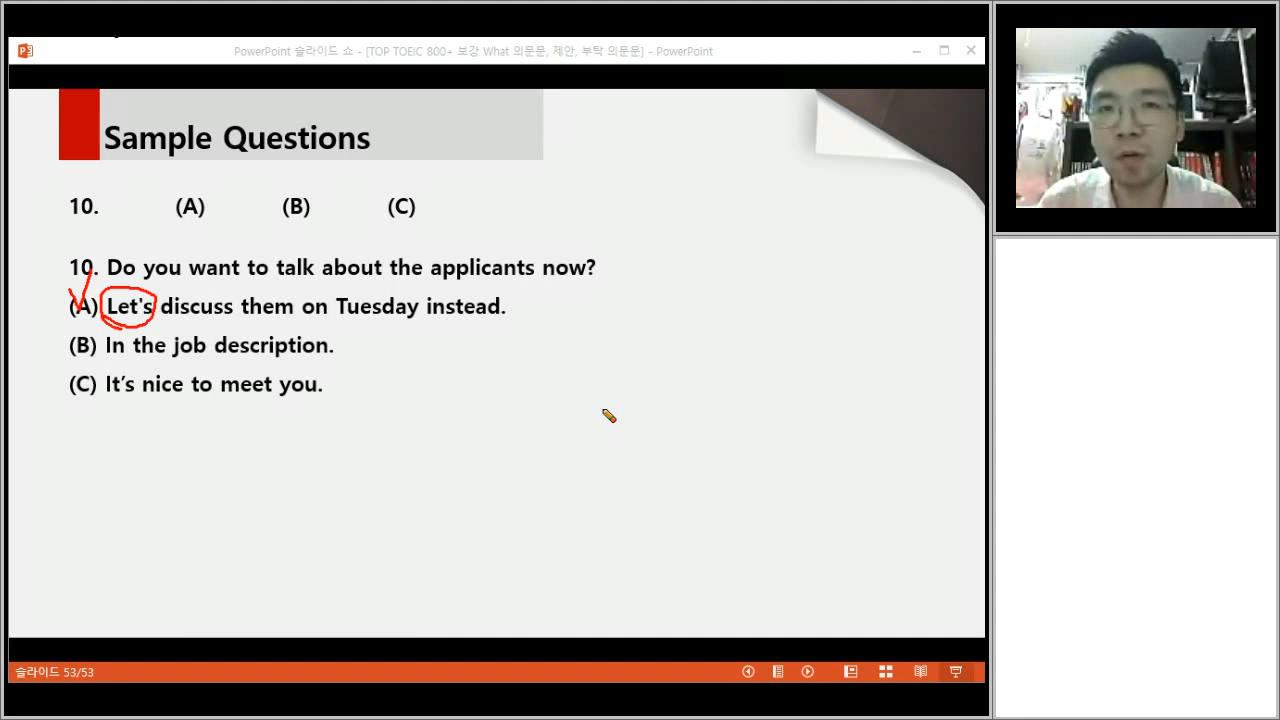 PowerPoint 슬라이드 쇼 - [TOP TOEIC 800+ 보강 What 의문문, 제안, 부탁 의문문] - PowerPoint
Sample Questions
10. (A) (B) (C)
10. Do you want to talk about the applicants now?
(A) Let's discuss them on Tuesday instead.
(B) In the job description.
(C) It’s nice to meet you.
슬라이드 53/53